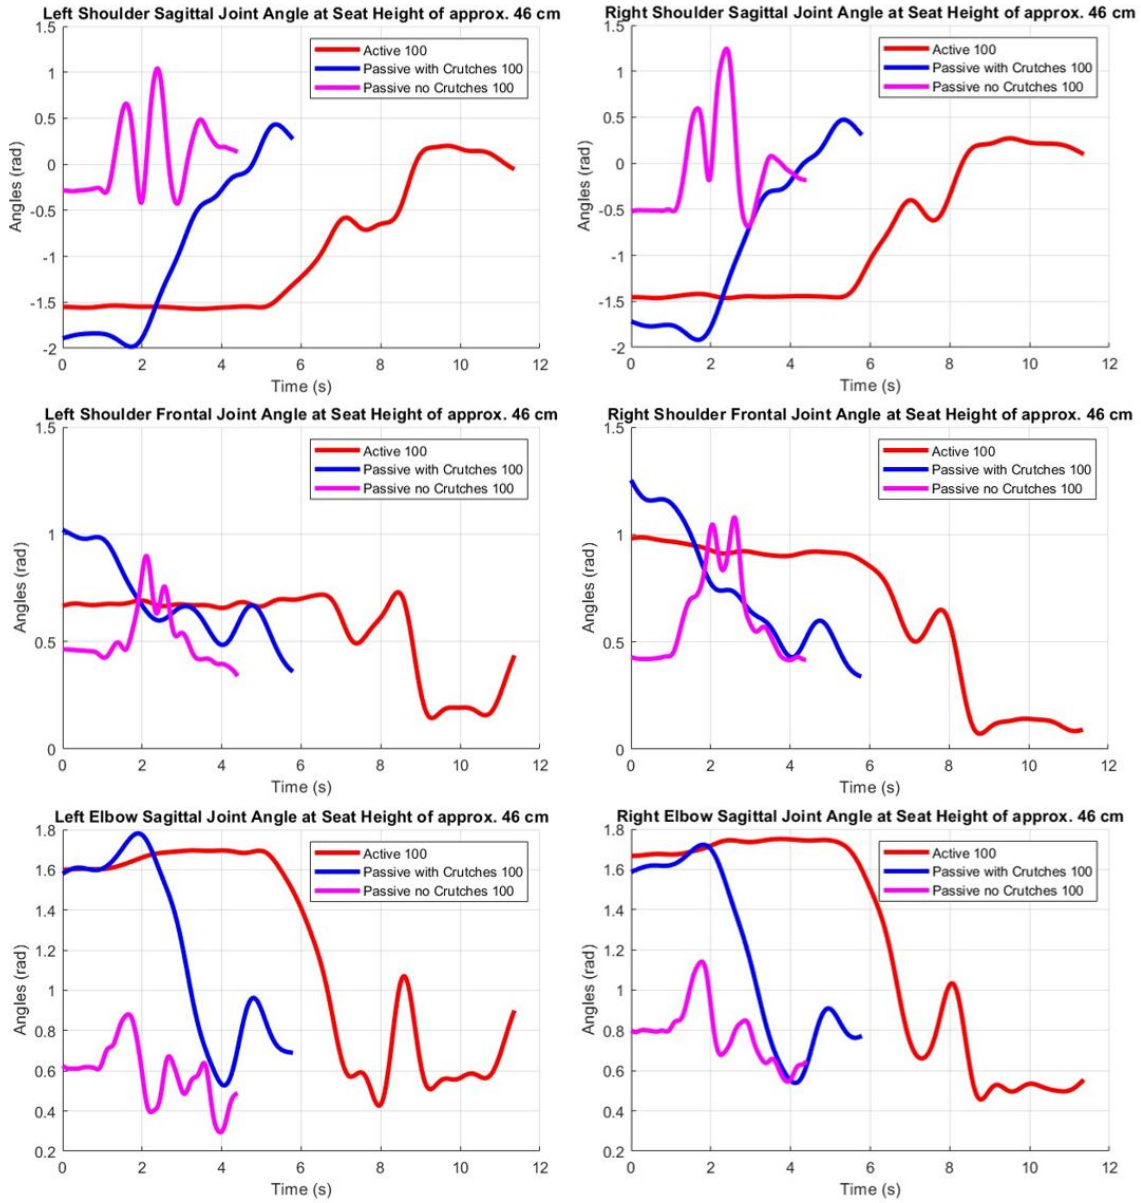 Left Shoulder Sagittal Joint Angle at Seat Height of approx. 46 cm
1.5
1
0.5
0
-0.5
-1
-1.5
-2
Angles (rad)
Active 100
Passive with Crutches 100
Passive no Crutches 100
0 2 4 6 8 10 12
Time (s)
Right Shoulder Sagittal Joint Angle at Seat Height of approx. 46 cm
1.5
1
0.5
0
-0.5
-1
-1.5
-2
Angles (rad)
Active 100
Passive with Crutches 100
Passive no Crutches 100
0 2 4 6 8 10 12
Time (s)
Left Shoulder Frontal Joint Angle at Seat Height of approx. 46 cm
1.5
1
0.5
0
Angles (rad)
Active 100
Passive with Crutches 100
Passive no Crutches 100
0 2 4 6 8 10 12
Time (s)
Right Shoulder Frontal Joint Angle at Seat Height of approx. 46 cm
1.5
1
0.5
0
Angles (rad)
Active 100
Passive with Crutches 100
Passive no Crutches 100
0 2 4 6 8 10 12
Time (s)
Left Elbow Sagittal Joint Angle at Seat Height of approx. 46 cm
1.8
1.6
1.4
1.2
1
0.8
0.6
0.4
0.2
Angles (rad)
Active 100
Passive with Crutches 100
Passive no Crutches 100
0 2 4 6 8 10 12
Time (s)
Right Elbow Sagittal Joint Angle at Seat Height of approx. 46 cm
1.8
1.6
1.4
1.2
1
0.8
0.6
0.4
0.2
Angles (rad)
Active 100
Passive with Crutches 100
Passive no Crutches 100
0 2 4 6 8 10 12
Time (s)